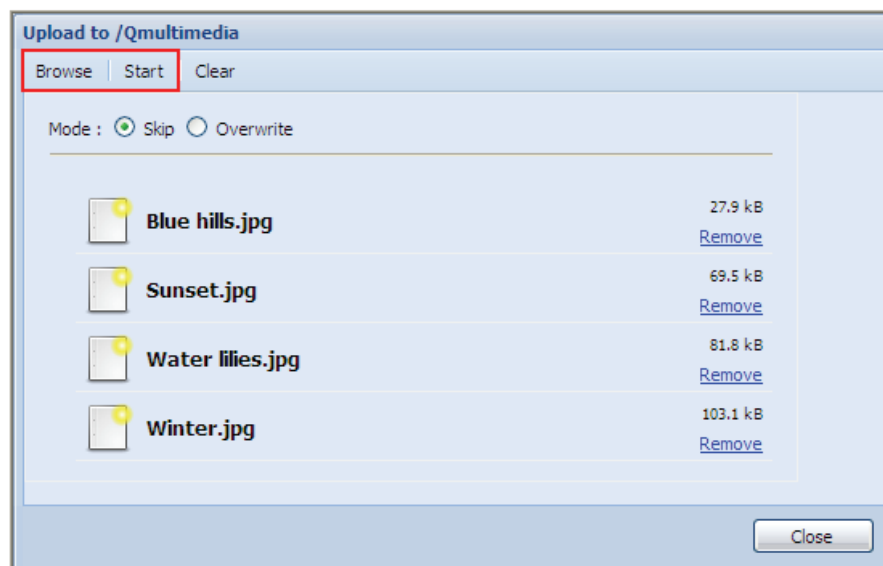 Upload to /Qmultimedia
Browse Start Clear
Mode : Skip Overwrite
Blue hills.jpg
27.9 kB
Remove
Sunset.jpg
69.5 kB
Remove
Water lilies.jpg
81.8 kB
Remove
Winter.jpg
103.1 kB
Remove
Close